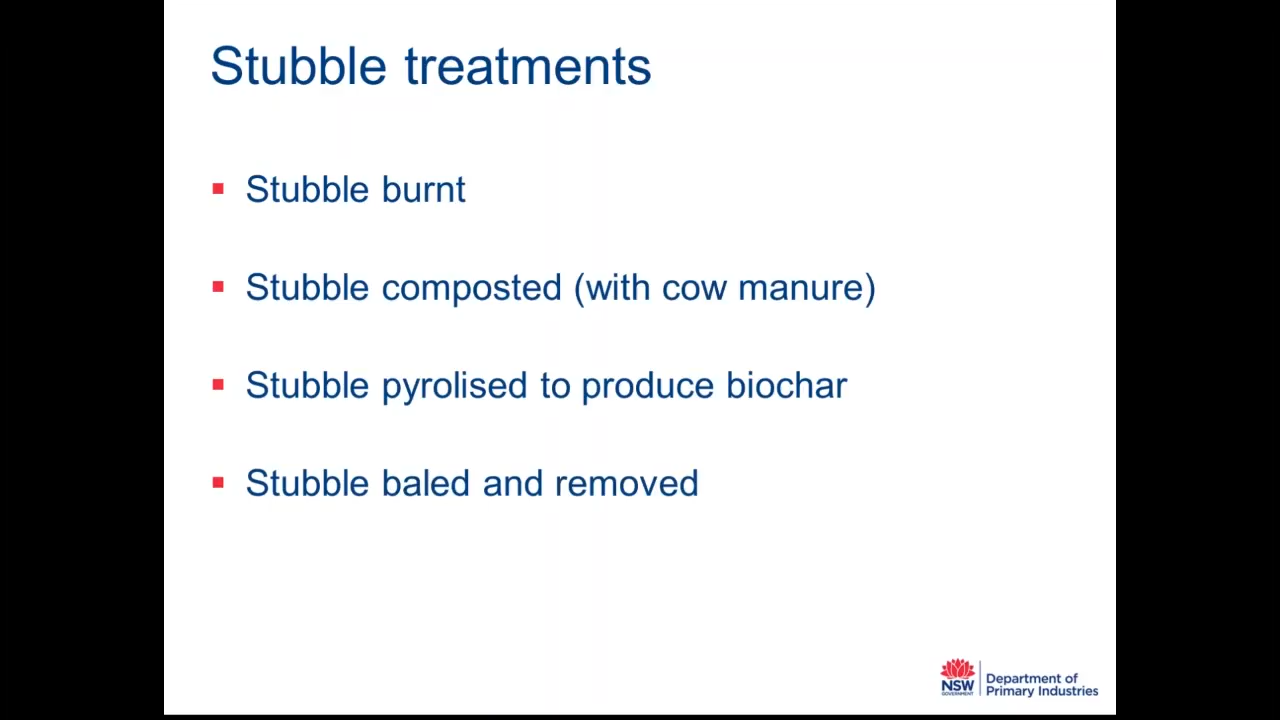 Stubble treatments
Stubble burnt
Stubble composted (with cow manure)
Stubble pyrolised to produce biochar
Stubble baled and removed
NSW
GOVERNMENT
Department of
Primary Industries